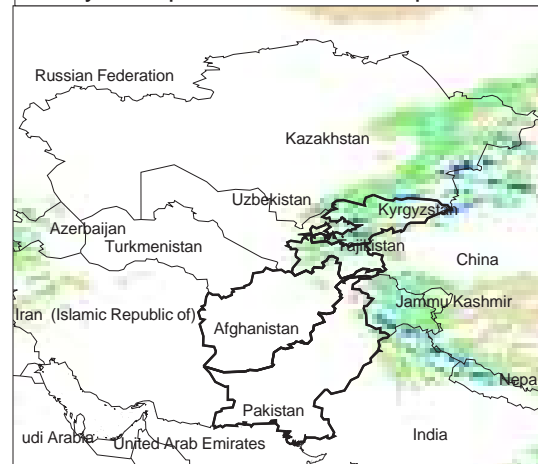 Russian Federation
Kazakhstan
Uzbekistan
Kyrgyzstan
Azerbaijan
Turkmenistan
Tajikistan
China
Jammu Kashmir
Iran (Islamic Republic of)
Afghanistan
Nepa
Pakistan
India
udi Arabia
United Arab Emirates